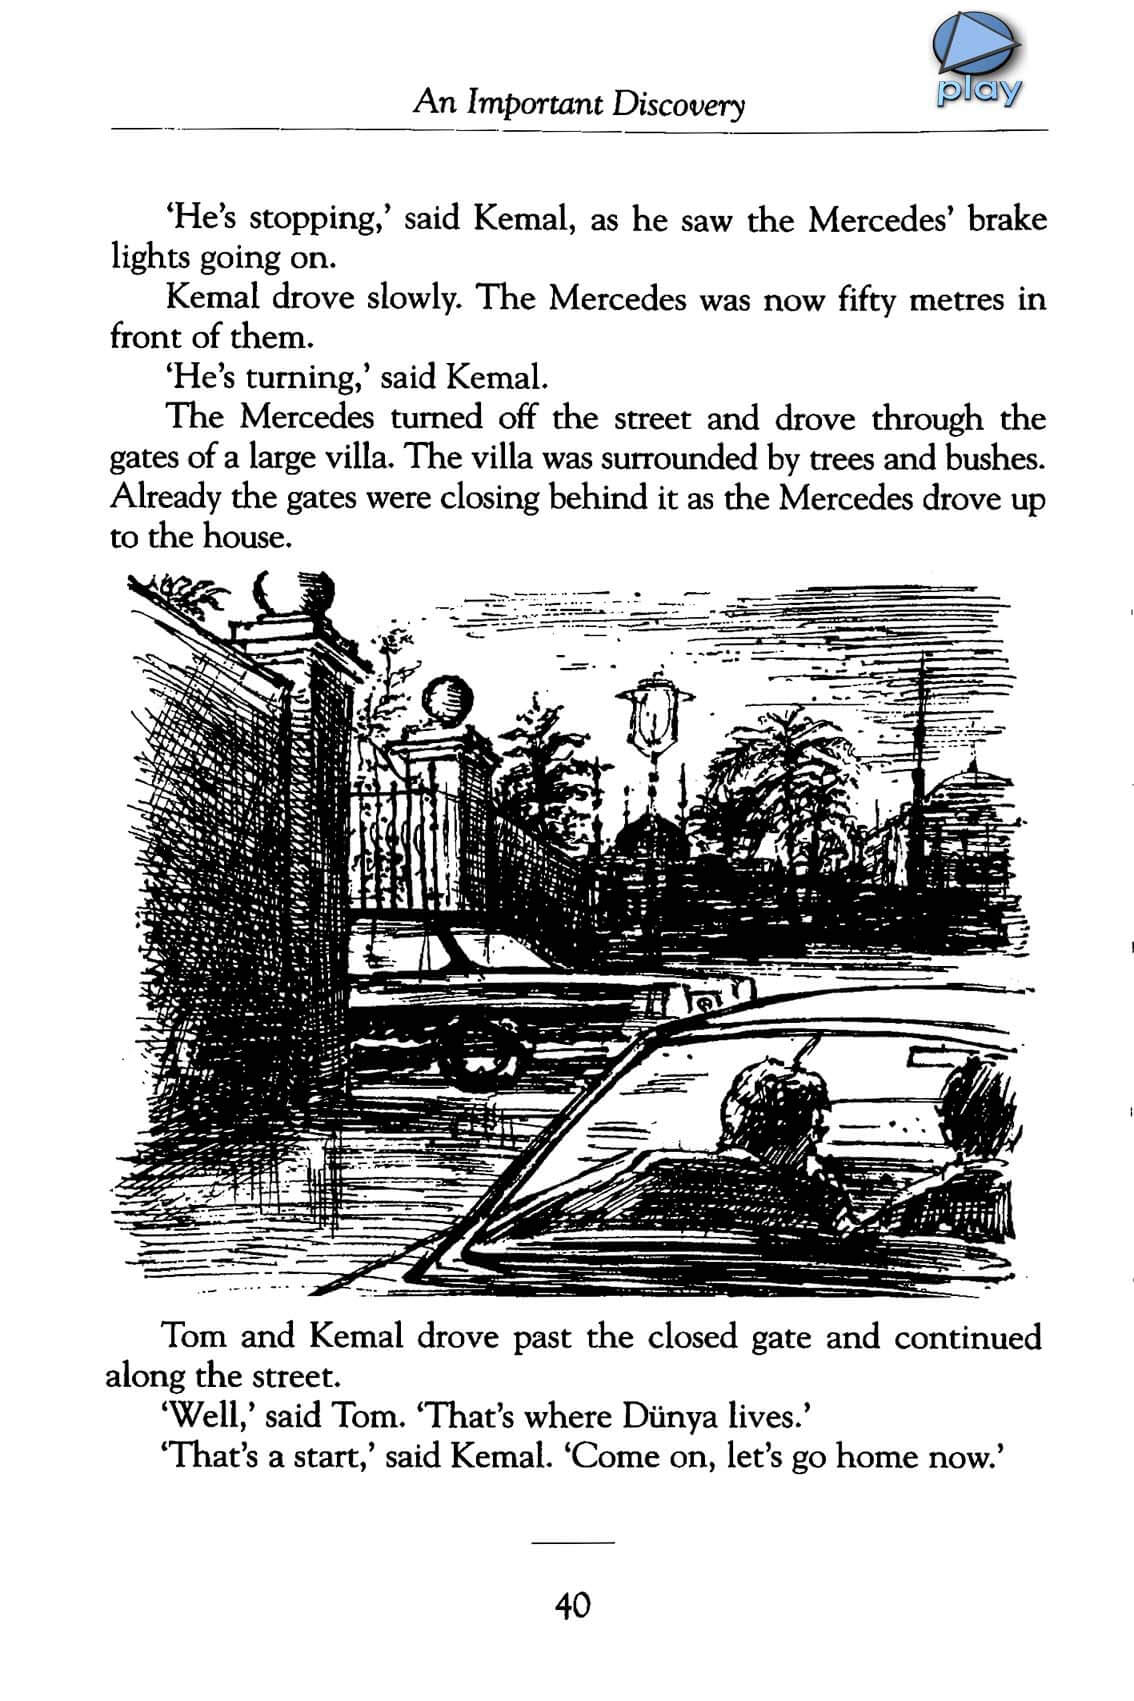 play
An Important Discovery
‘He’s stopping,’ said Kemal, as he saw the Mercedes’ brake
lights going on.
Kemal drove slowly. The Mercedes was now fifty metres in
front of them.
‘He’s turning,’ said Kemal.
The Mercedes turned off the street and drove through the
gates of a large villa. The villa was surrounded by trees and bushes.
Already the gates were closing behind it as the Mercedes drove up
to the house.
Tom and Kemal drove past the closed gate and continued
along the street.
‘Well,’ said Tom. ‘That’s where Dünya lives.’
‘That’s a start,’ said Kemal. ‘Come on, let’s go home now.’
40